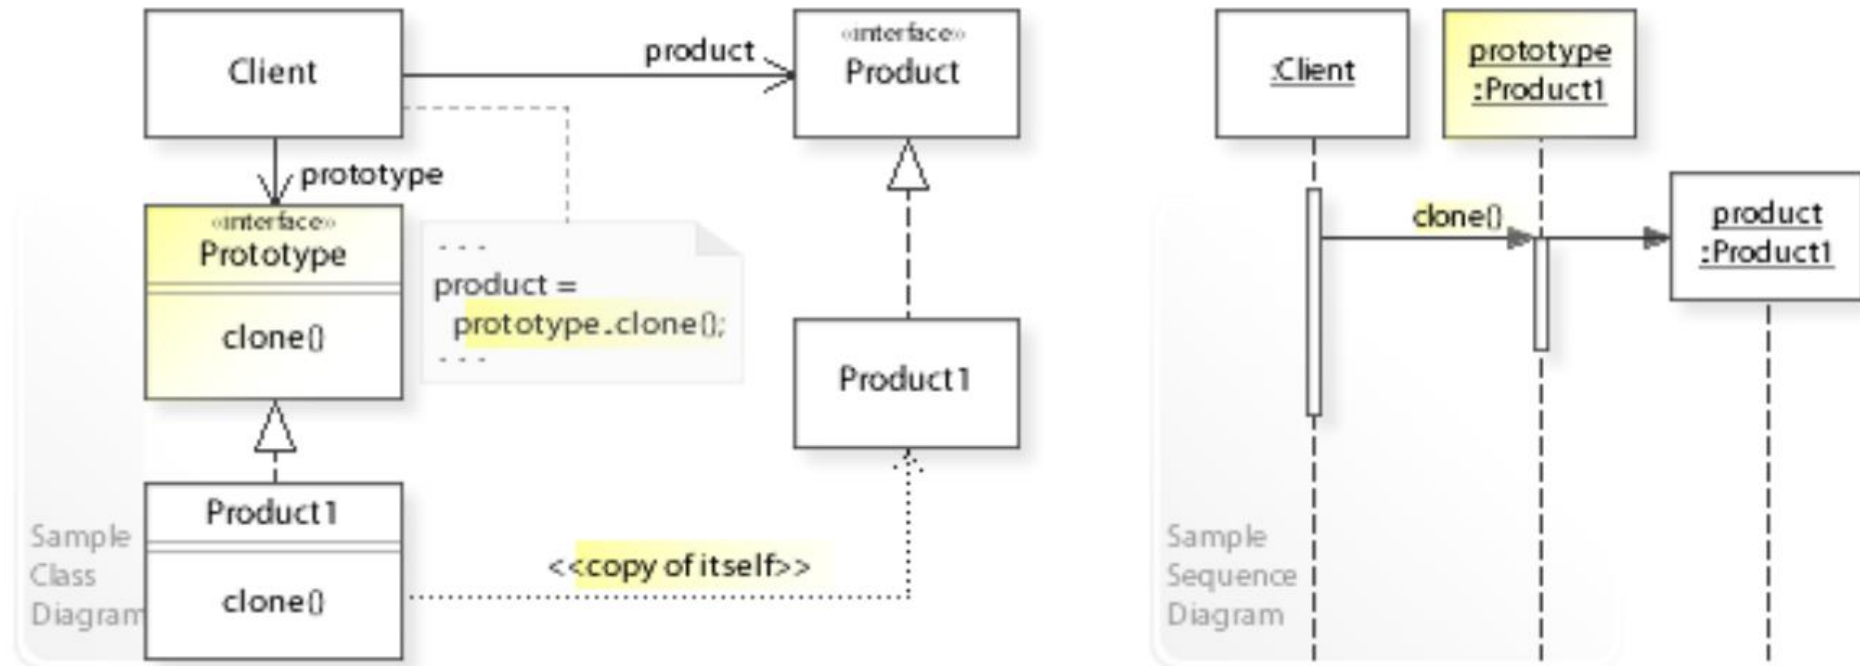 Client
product
«interface»
Product
prototype
«interface»
Prototype
clone()
- - -
product =
prototype.clone();
- - -
Product1
Product1
clone()
<<copy of itself>>
Sample
Class
Diagram
:Client
prototype
:Product1
clone()
product
:Product1
Sample
Sequence
Diagram